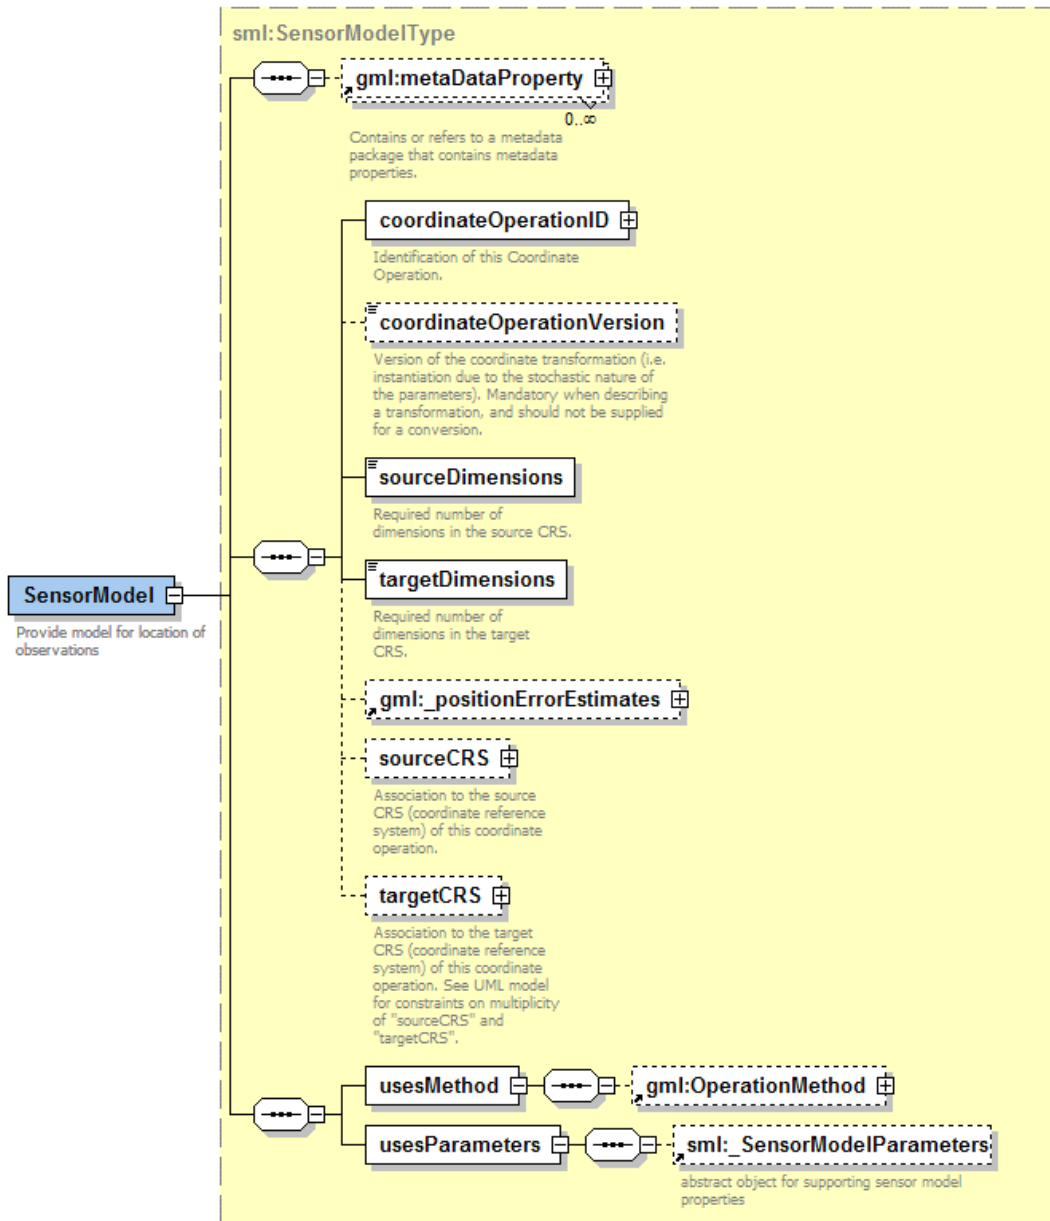 sml:SensorModelType
gml:metaDataProperty
0..∞
Contains or refers to a metadata
package that contains metadata
properties.
coordinateOperationID
Identification of this Coordinate
Operation.
coordinateOperationVersion
Version of the coordinate transformation (i.e.
instantiation due to the stochastic nature of
the parameters). Mandatory when describing
a transformation, and should not be supplied
for a conversion.
sourceDimensions
Required number of
dimensions in the source CRS.
targetDimensions
Required number of
dimensions in the target
CRS.
SensorModel
Provide model for location of
observations
gml:_positionErrorEstimates
sourceCRS
Association to the source
CRS (coordinate reference
system) of this coordinate
operation.
targetCRS
Association to the target
CRS (coordinate reference
system) of this coordinate
operation. See UML model
for constraints on multiplicity
of "sourceCRS" and
"targetCRS".
usesMethod
gml:OperationMethod
usesParameters
sml:_SensorModelParameters
abstract object for supporting sensor model
properties